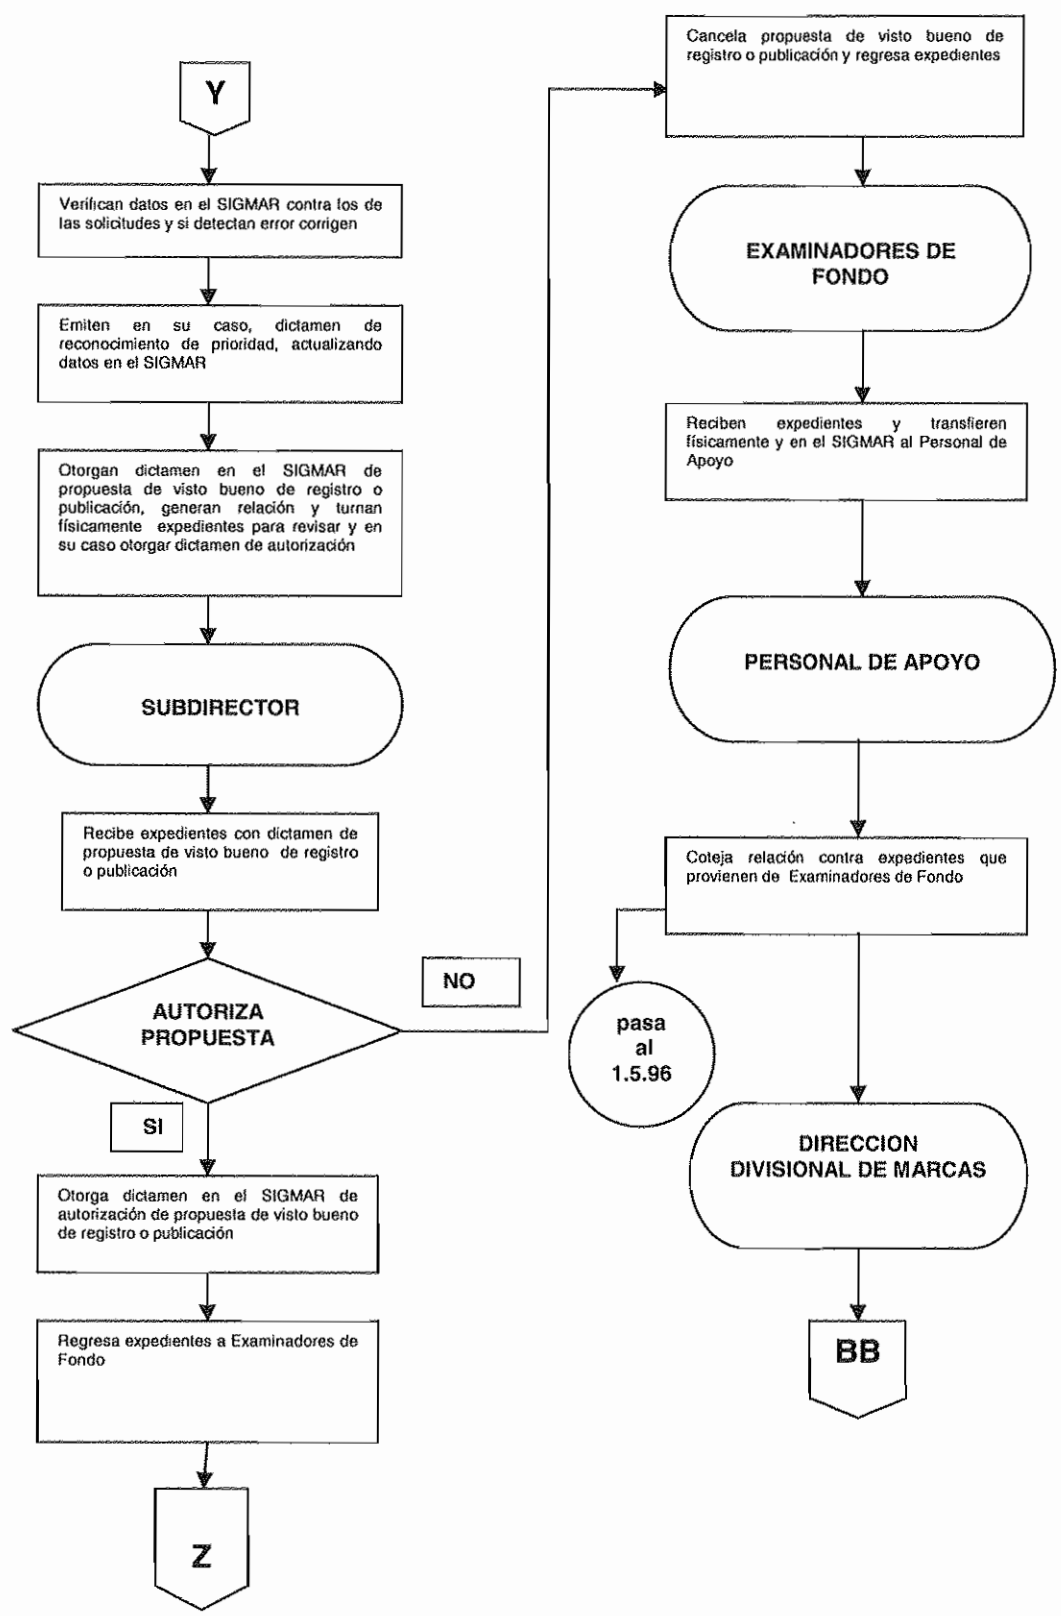 Y
Verifican datos en el SIGMAR contra los de
las solicitudes y si detectan error corrigen
Emiten en su caso, dictamen de
reconocimiento de prioridad, actualizando
datos en el SIGMAR
Otorgan dictamen en el SIGMAR de
propuesta de visto bueno de registro o
publicación, generan relación y turnan
físicamente expedientes para revisar y en
su caso otorgar dictamen de autorización
SUBDIRECTOR
Recibe expedientes con dictamen de
propuesta de visto bueno de registro
o publicación
AUTORIZA
PROPUESTA
NO
SI
Otorga dictamen en el SIGMAR de
autorización de propuesta de visto bueno
de registro o publicación
Regresa expedientes a Examinadores de
Fondo
Z
Cancela propuesta de visto bueno de
registro o publicación y regresa expedientes
EXAMINADORES DE
FONDO
Reciben expedientes y transfieren
físicamente y en el SIGMAR al Personal de
Apoyo
PERSONAL DE APOYO
Coteja relación contra expedientes que
provienen de Examinadores de Fondo
pasa
al
1.5.96
DIRECCION
DIVISIONAL DE MARCAS
BB